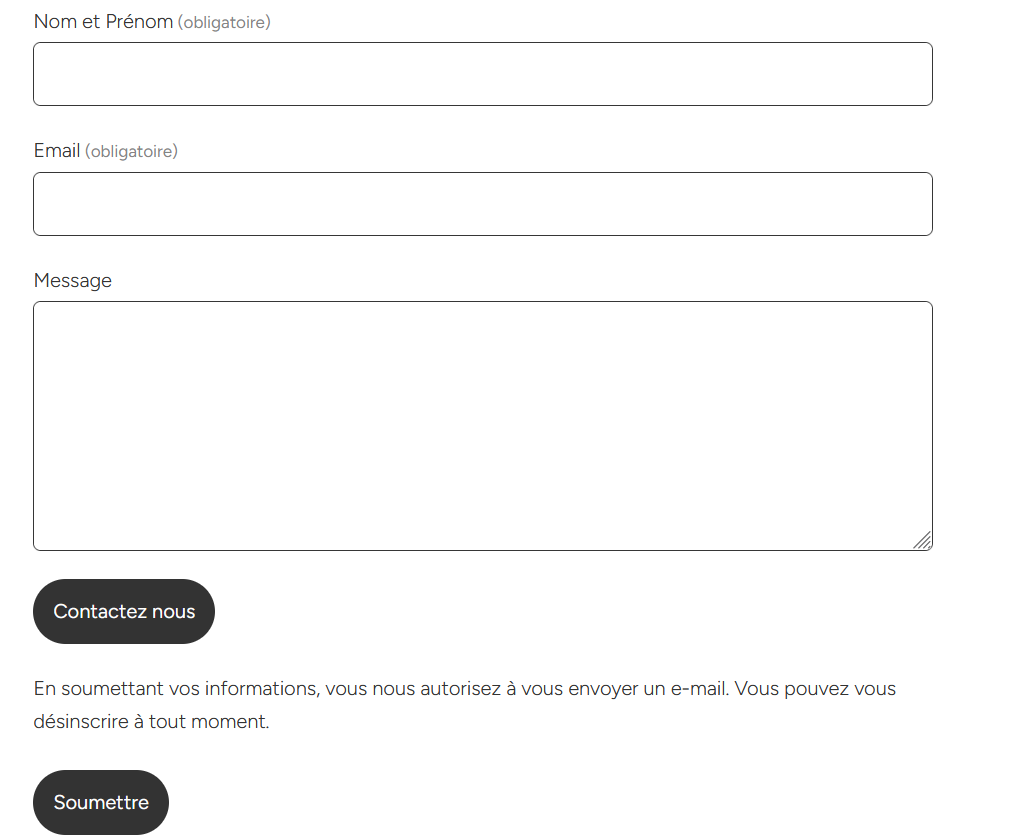 Nom et Prénom (obligatoire)
Email (obligatoire)
Message
Contactez nous
En soumettant vos informations, vous nous autorisez à vous envoyer un e-mail. Vous pouvez vous
désinscrire à tout moment.
Soumettre